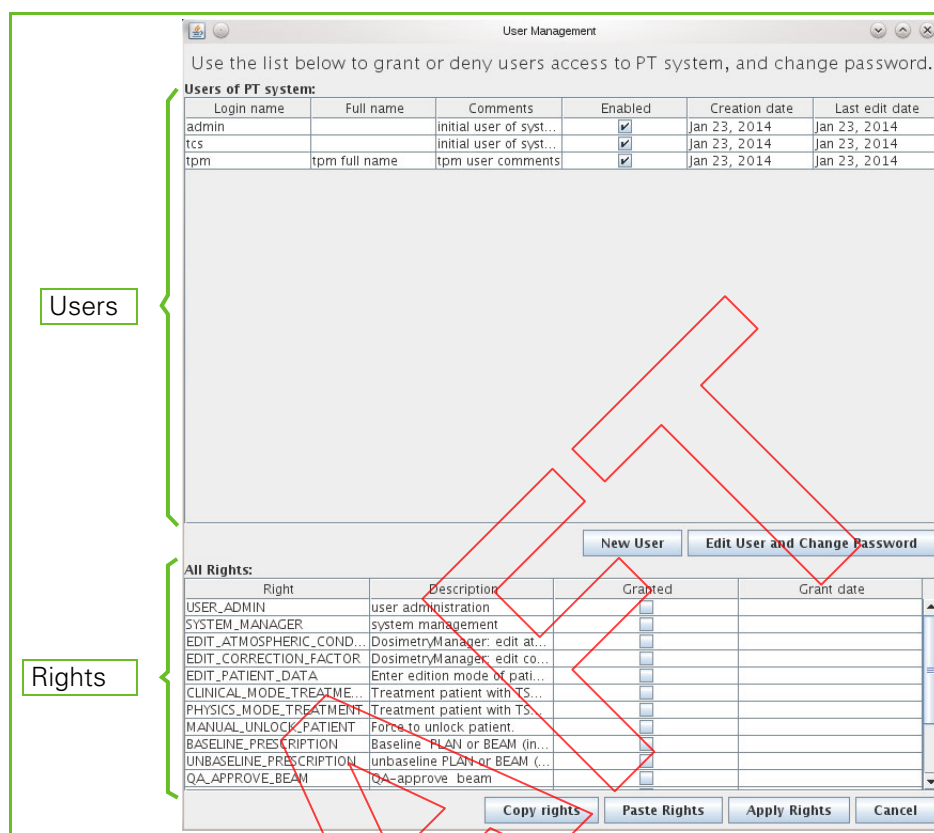 User Management
Use the list below to grant or deny users access to PT system, and change password.
Users of PT system:
Login name Full name Comments Enabled Creation date Last edit date
admin initial user of syst... Jan 23, 2014 Jan 23, 2014
tcs initial user of syst... Jan 23, 2014 Jan 23, 2014
tpm tpm full name tpm user comments Jan 23, 2014 Jan 23, 2014
Users
New User Edit User and Change Password
All Rights:
Right Description Granted Grant date
USER_ADMIN user administration
SYSTEM_MANAGER system management
EDIT_ATMOSPHERIC_COND... DosimetryManager: edit at...
EDIT_CORRECTION_FACTOR DosimetryManager: edit co...
EDIT_PATIENT_DATA Enter edition mode of pati...
Rights
CLINICAL_MODE_TREATME... Treatment patient with TS...
PHYSICS_MODE_TREATMENT Treatment patient with TS...
MANUAL_UNLOCK_PATIENT Force to unlock patient.
BASELINE_PRESCRIPTION Baseline PLAN or BEAM (in...
UNBASELINE_PRESCRIPTION unbaseline PLAN or BEAM (...
QA_APPROVE_BEAM QA-approve beam
Copy rights Paste Rights Apply Rights Cancel